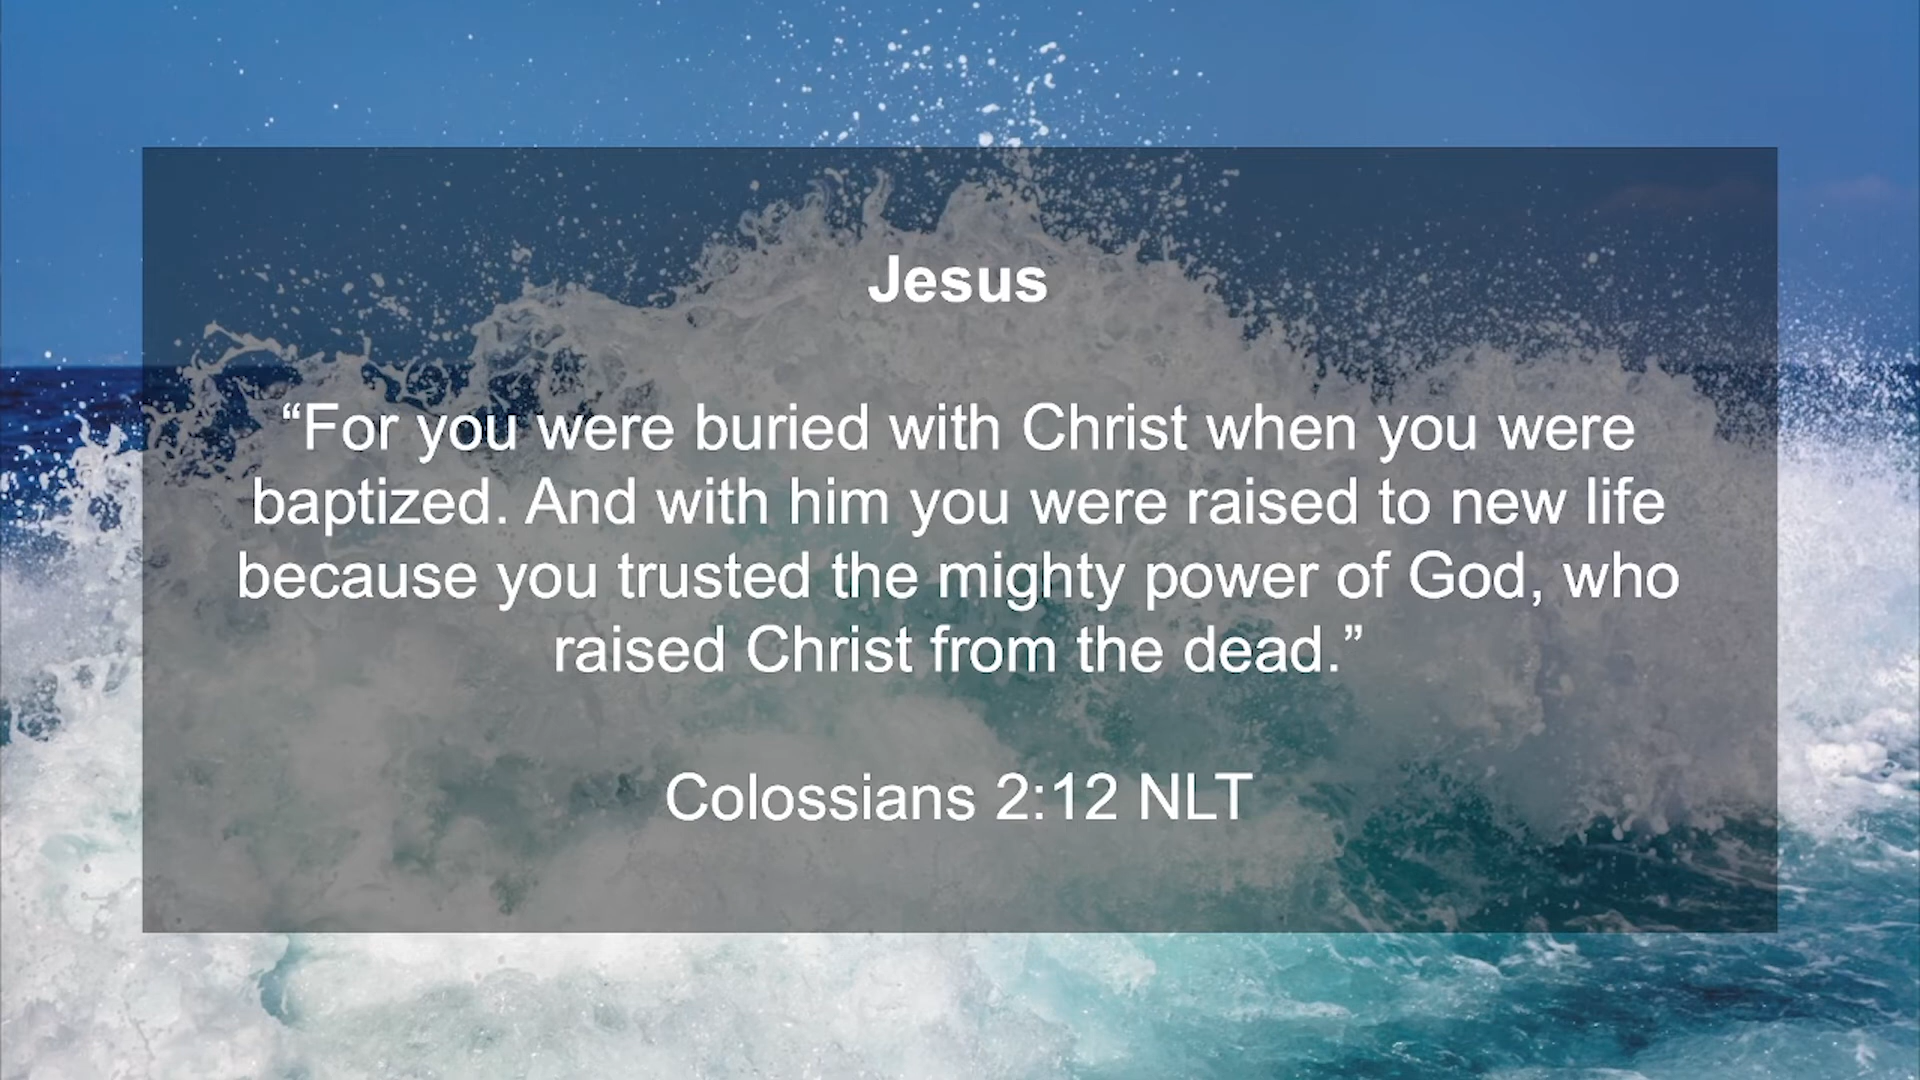 Jesus
“For you were buried with Christ when you were
baptized. And with him you were raised to new life
because you trusted the mighty power of God, who
raised Christ from the dead.”
Colossians 2:12 NLT